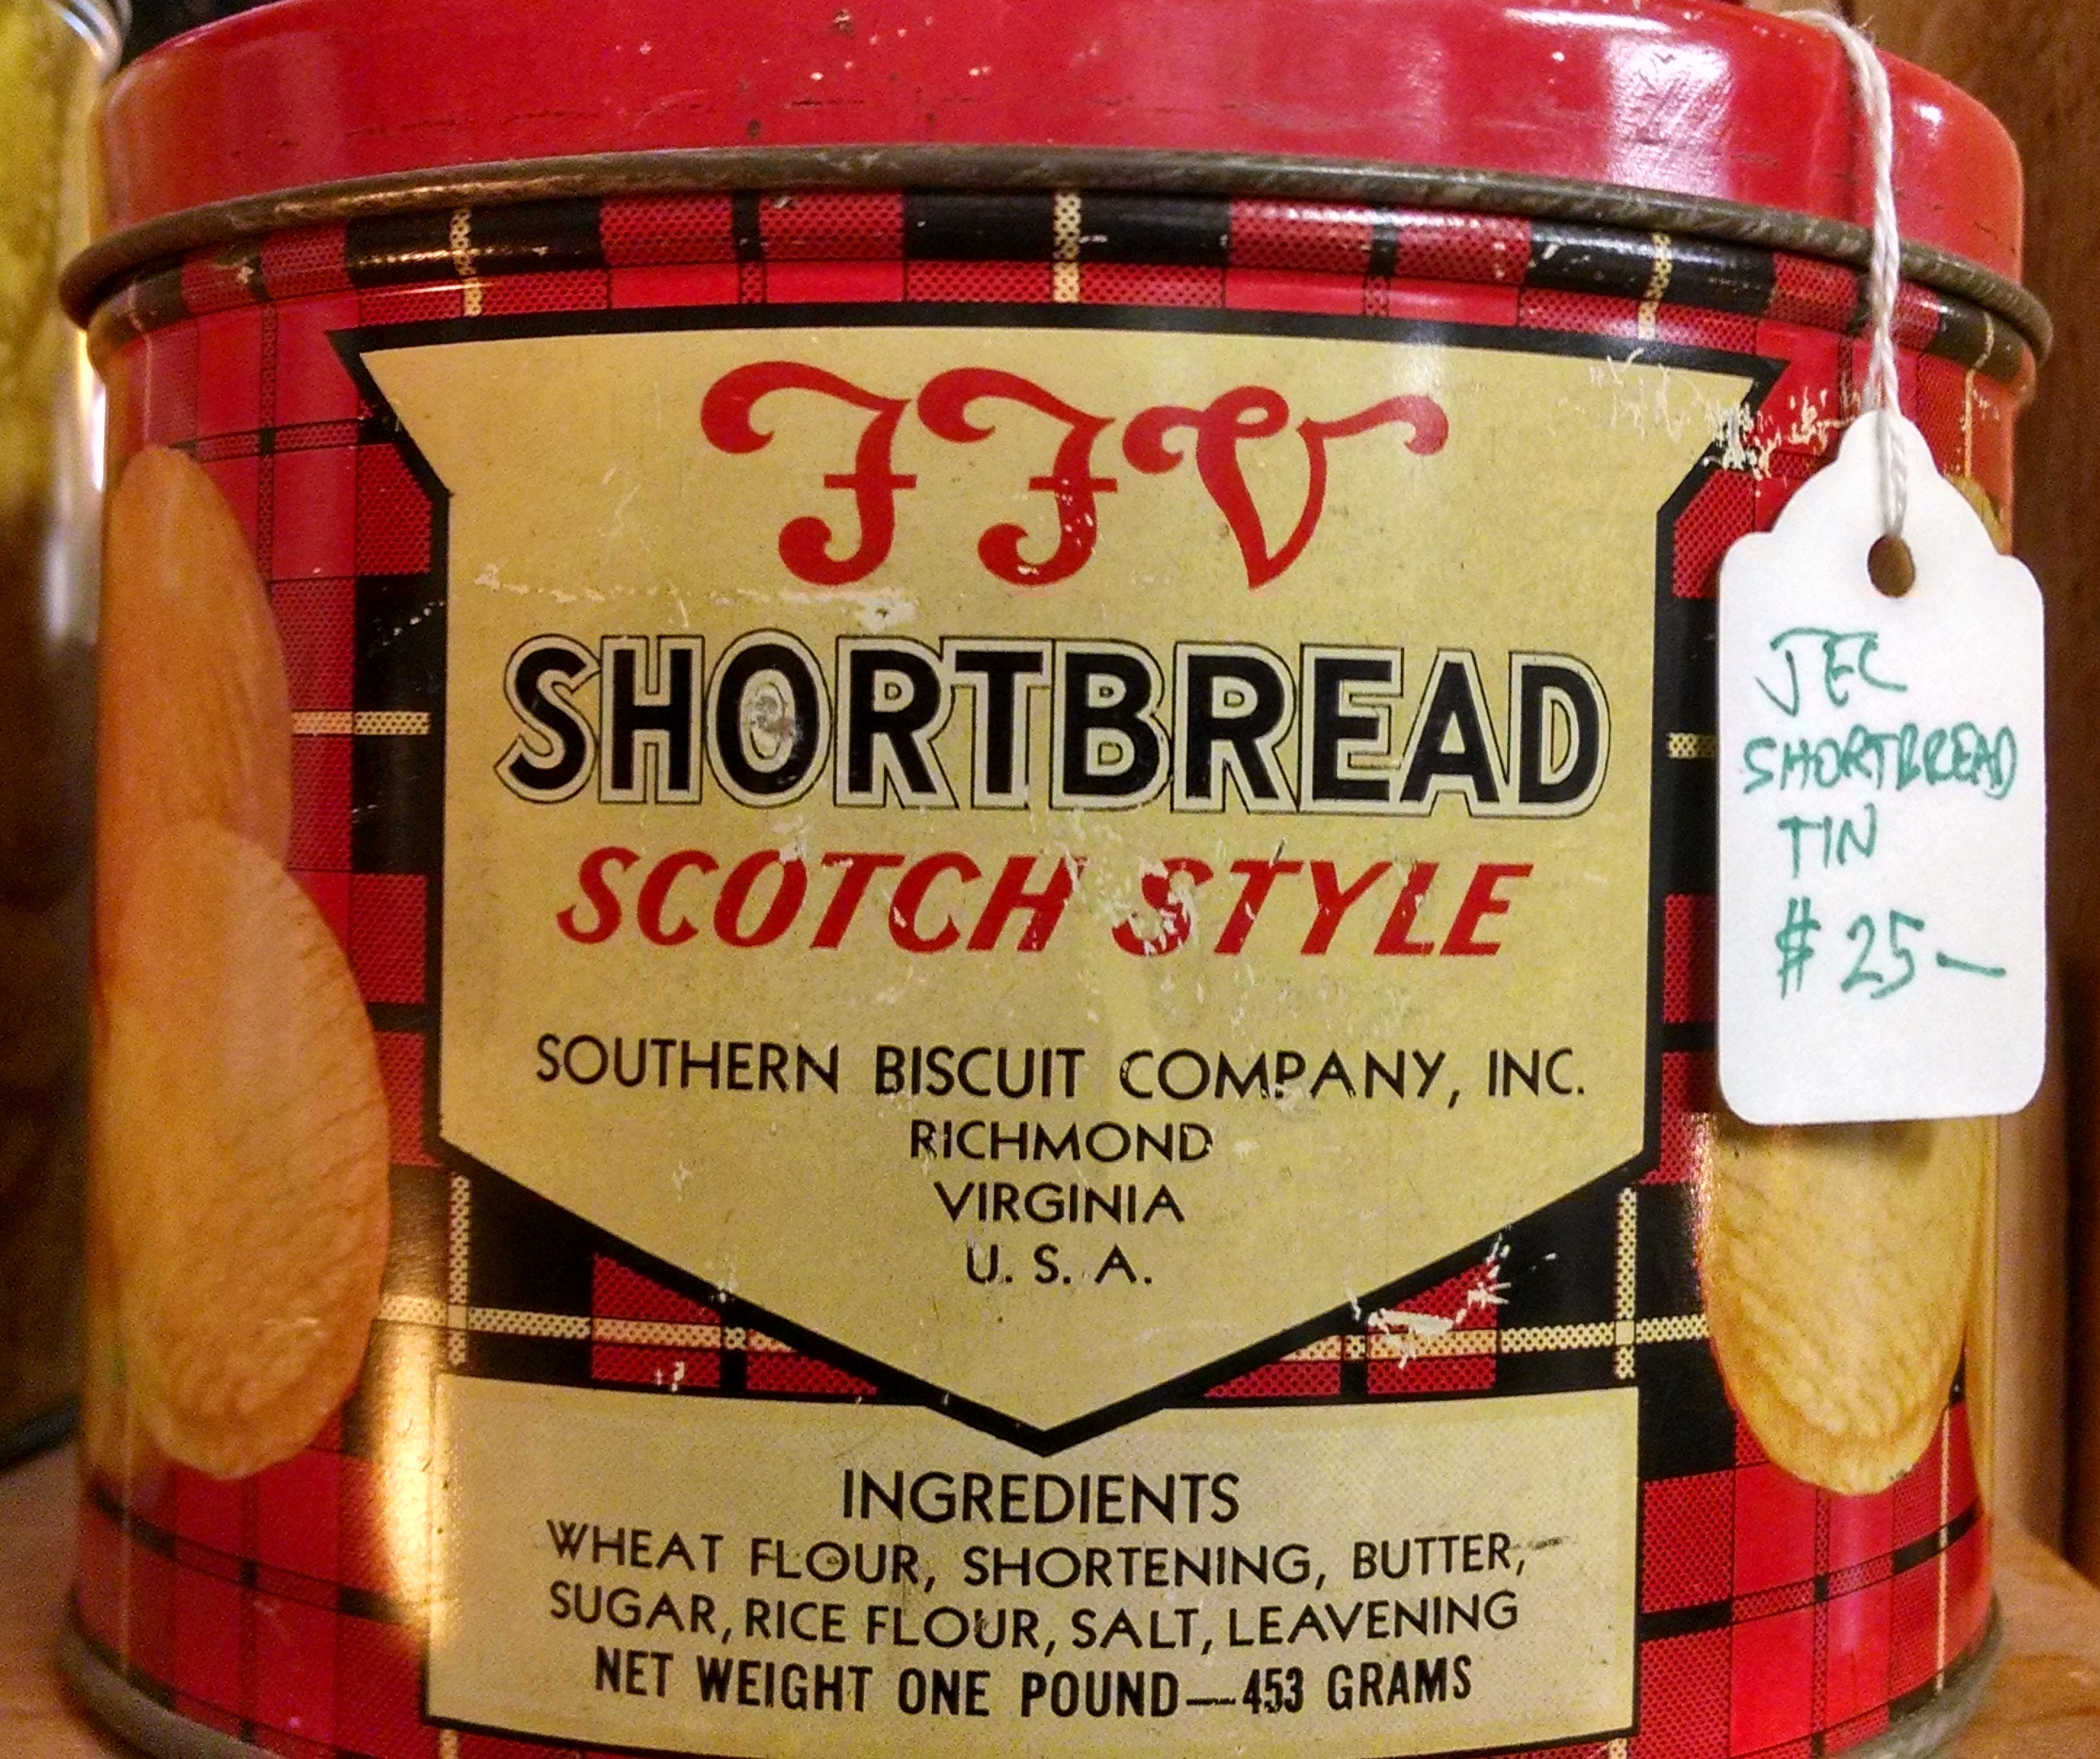 FFV
SHORTBREAD
SCOTCH STYLE
SOUTHERN BISCUIT COMPANY, INC.
RICHMOND
VIRGINIA
U. S. A.
INGREDIENTS
WHEAT FLOUR, SHORTENING, BUTTER,
SUGAR, RICE FLOUR, SALT, LEAVENING
NET WEIGHT ONE POUND—453 GRAMS
JEC
SHORTBREAD
TIN
$25—